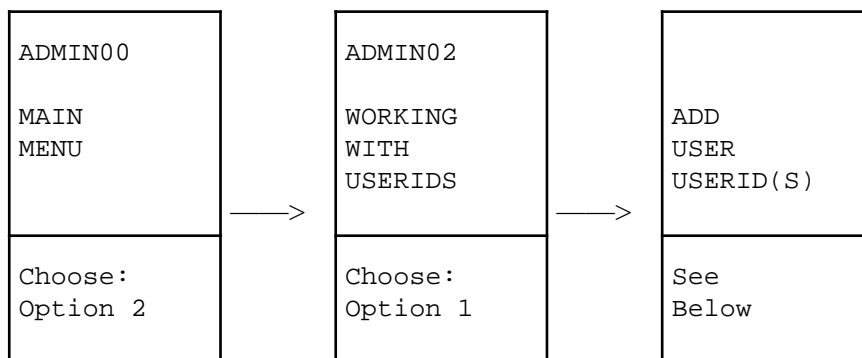 ADMIN00
MAIN
MENU
Choose:
Option 2
————>
ADMIN02
WORKING
WITH
USERIDS
Choose:
Option 1
————>
ADD
USER
USERID(S)
See
Below